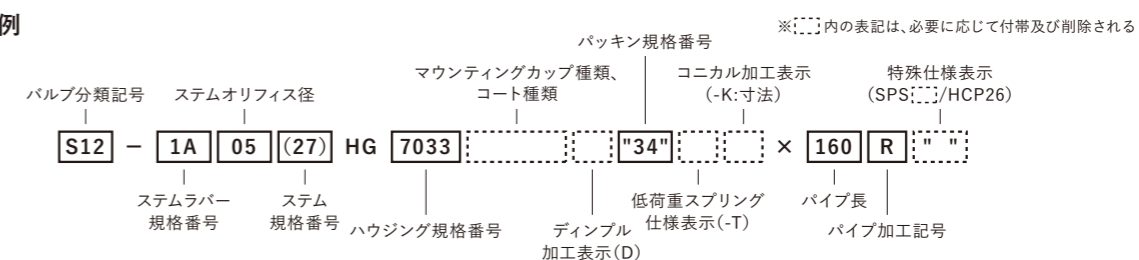 例
※内の表記は、必要に応じて付帯及び削除される
パッキン規格番号
マウンティングカップ種類、
コート種類
コニカル加工表示
(-K:寸法)
特殊仕様表示
(SPS /HCP26)
バルブ分類記号
ステムオリフィス径
S12 − 1A 05 (27) HG 7033 "34" × 160 R " "
ステムラバー
規格番号
ステム
規格番号
ハウジング規格番号
ディンプル
加工表示(D)
低荷重スプリング
仕様表示(-T)
パイプ長
パイプ加工記号